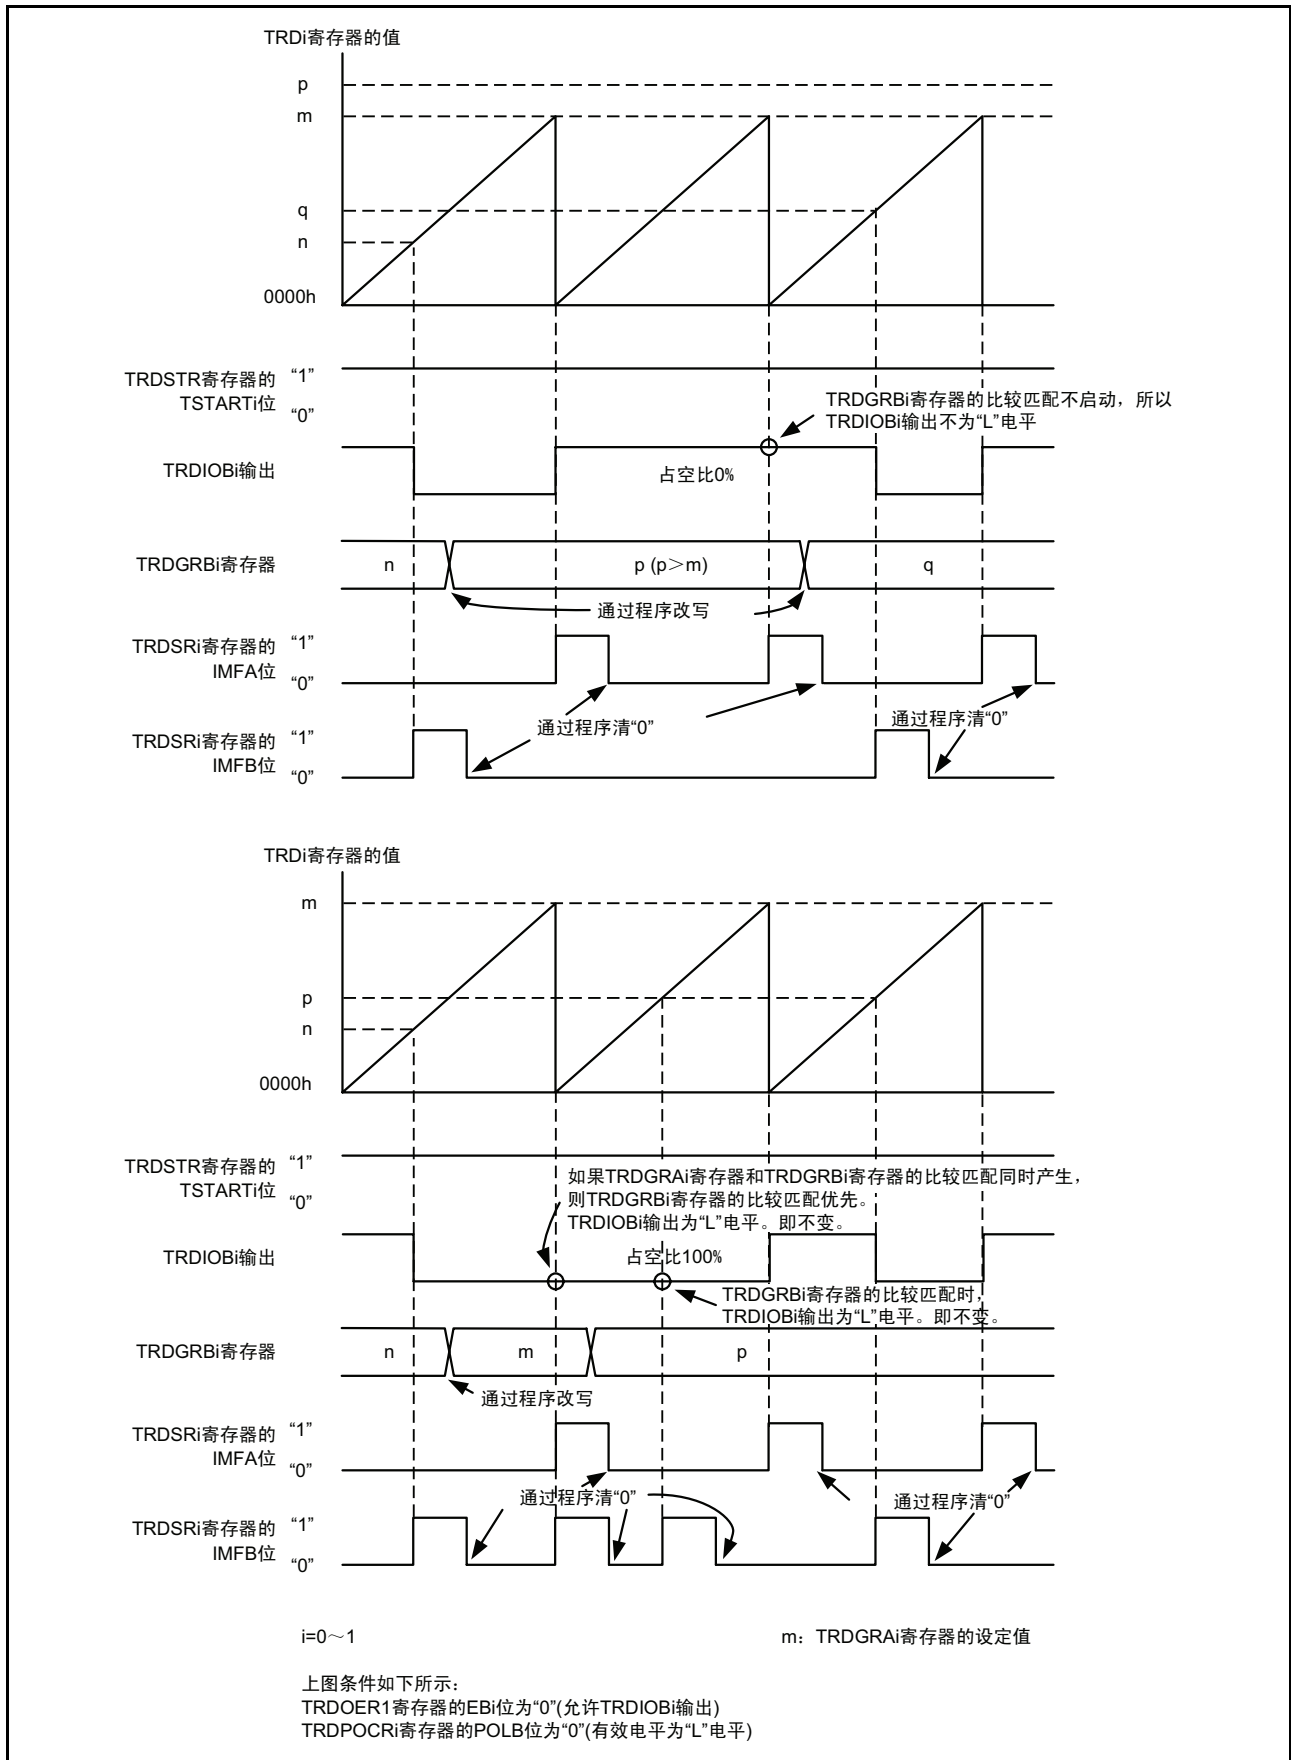 TRDi寄存器的值
p
m
q
n
0000h
TRDSTR寄存器的 “1”
TSTARTi位
“0”
TRDGRBi寄存器的比较匹配不启动，所以
TRDIOBi输出不为“L”电平
TRDIOBi输出
占空比0%
TRDGRBi寄存器
n
p (p＞m)
q
通过程序改写
TRDSRi寄存器的 “1”
IMFA位
“0”
通过程序清“0”
通过程序清“0”
TRDSRi寄存器的 “1”
IMFB位
“0”
TRDi寄存器的值
m
p
n
0000h
TRDSTR寄存器的 “1”
TSTARTi位
“0”
如果TRDGRAi寄存器和TRDGRBi寄存器的比较匹配同时产生，
则TRDGRBi寄存器的比较匹配优先。
TRDIOBi输出为“L”电平。即不变。
TRDIOBi输出
占空比100%
TRDGRBi寄存器的比较匹配时，
TRDIOBi输出为“L”电平。即不变。
TRDGRBi寄存器
n
m
p
通过程序改写
TRDSRi寄存器的 “1”
IMFA位
“0”
通过程序清“0”
通过程序清“0”
TRDSRi寄存器的 “1”
IMFB位
“0”
i=0～1
m：TRDGRAi寄存器的设定值
上图条件如下所示：
TRDOER1寄存器的EBi位为“0”(允许TRDIOBi输出)
TRDPOCRi寄存器的POLB位为“0”(有效电平为“L”电平)